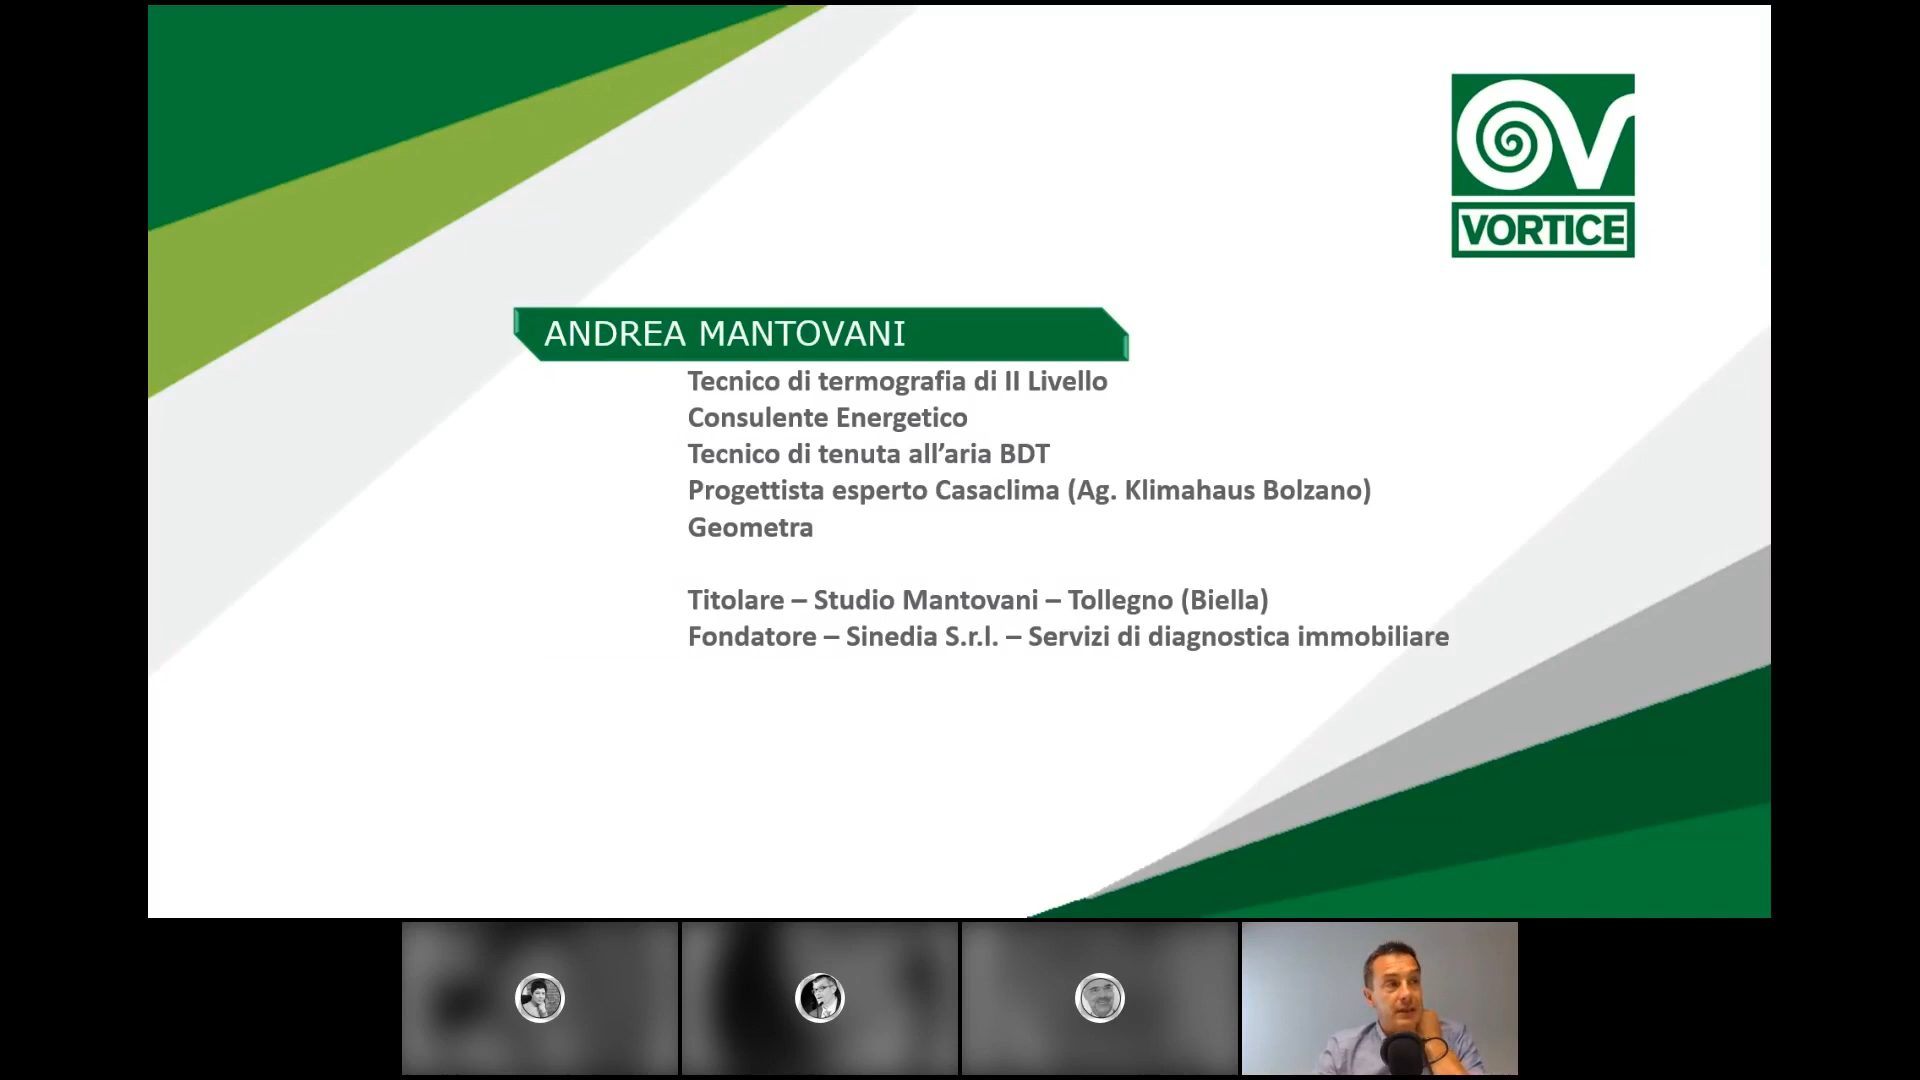 VORTICE
ANDREA MANTOVANI
Tecnico di termografia di II Livello
Consulente Energetico
Tecnico di tenuta all’aria BDT
Progettista esperto Casaclima (Ag. Klimahaus Bolzano)
Geometra
Titolare – Studio Mantovani – Tollegno (Biella)
Fondatore – Sinedia S.r.l. – Servizi di diagnostica immobiliare